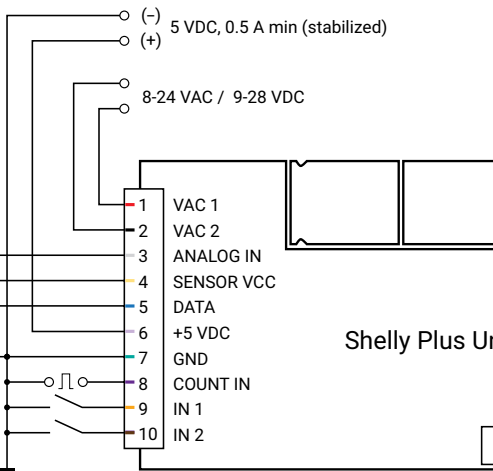 (−)
5 VDC, 0.5 A min (stabilized)
(+)
8-24 VAC / 9-28 VDC
1 VAC 1
2 VAC 2
3 ANALOG IN
4 SENSOR VCC
5 DATA
6 +5 VDC
7 GND
8 COUNT IN
9 IN 1
10 IN 2
Shelly Plus